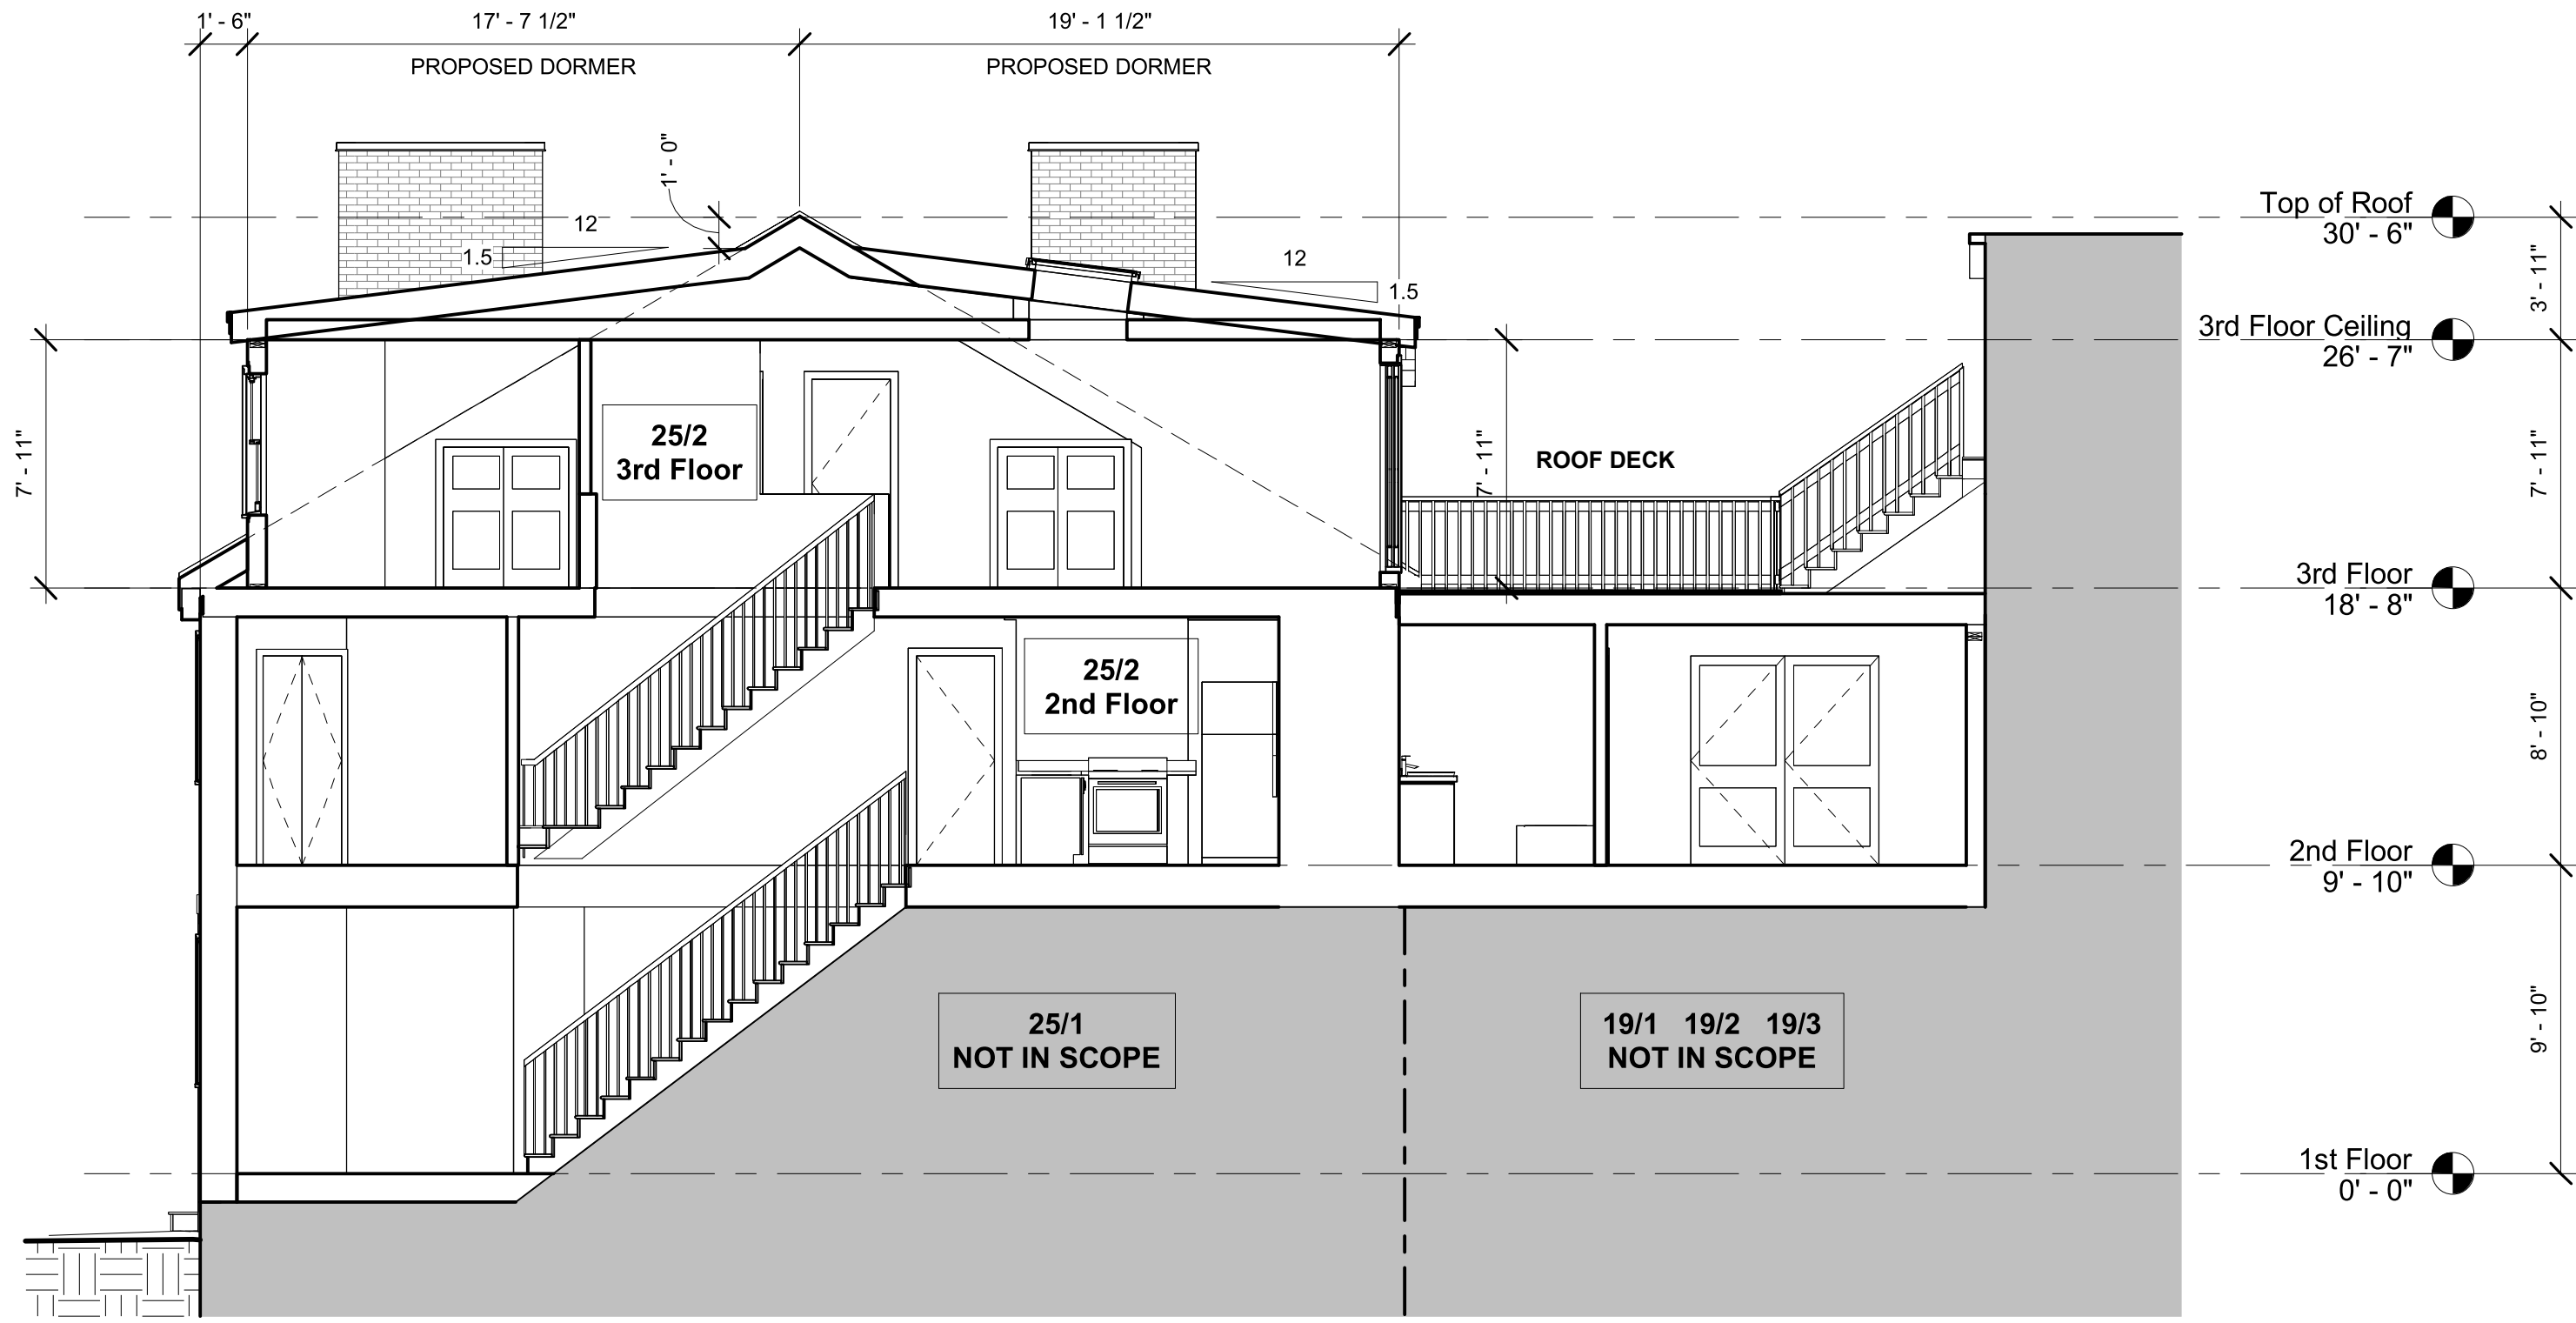 1' - 6"
17' - 7 1/2"
19' - 1 1/2"
PROPOSED DORMER
PROPOSED DORMER
1' - 0"
12
1.5
12
1.5
Top of Roof
30' - 6"
3' - 11"
3rd Floor Ceiling
26' - 7"
7' - 11"
25/2
3rd Floor
7' - 11"
ROOF DECK
7' - 11"
3rd Floor
18' - 8"
25/2
2nd Floor
8' - 10"
2nd Floor
9' - 10"
25/1
NOT IN SCOPE
19/1 19/2 19/3
NOT IN SCOPE
9' - 10"
1st Floor
0' - 0"